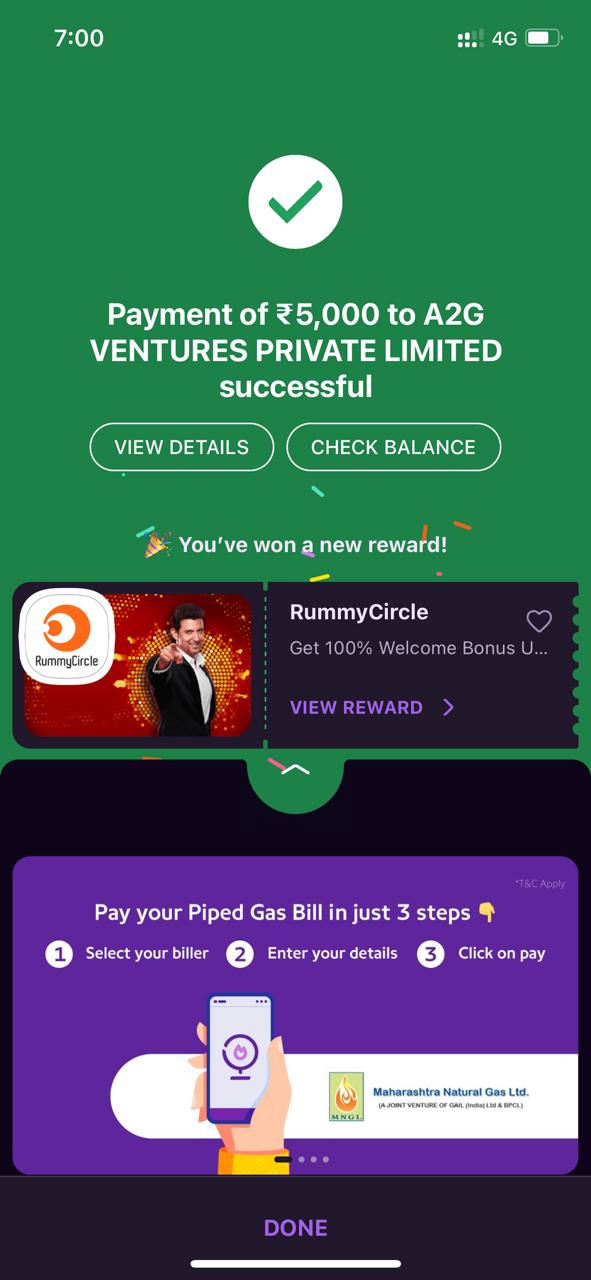 7:00
4G
Payment of ₹5,000 to A2G
VENTURES PRIVATE LIMITED
successful
VIEW DETAILS
CHECK BALANCE
🎉 You’ve won a new reward!
RummyCircle
RummyCircle
Get 100% Welcome Bonus U...
VIEW REWARD
*T&C Apply
Pay your Piped Gas Bill in just 3 steps 👇
1 Select your biller 2 Enter your details 3 Click on pay
MNGL
Maharashtra Natural Gas Ltd.
(A JOINT VENTURE OF GAIL (India) Ltd & BPCL)
DONE